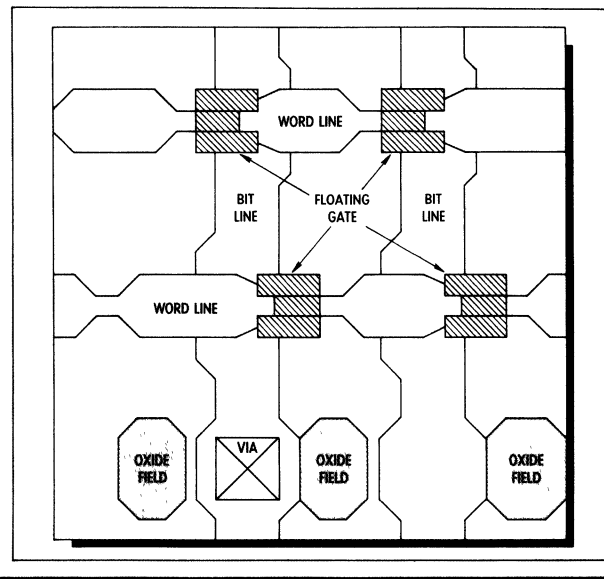 WORD LINE
BIT
LINE
FLOATING
GATE
BIT
LINE
WORD LINE
OXIDE
FIELD
VIA
OXIDE
FIELD
OXIDE
FIELD